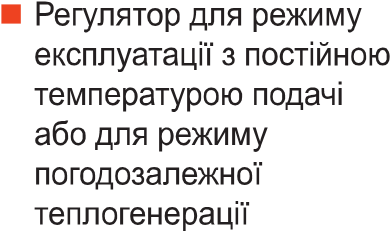 Регулятор для режиму
експлуатації з постійною
температурою подачі
або для режиму
погодозалежної
теплогенерації